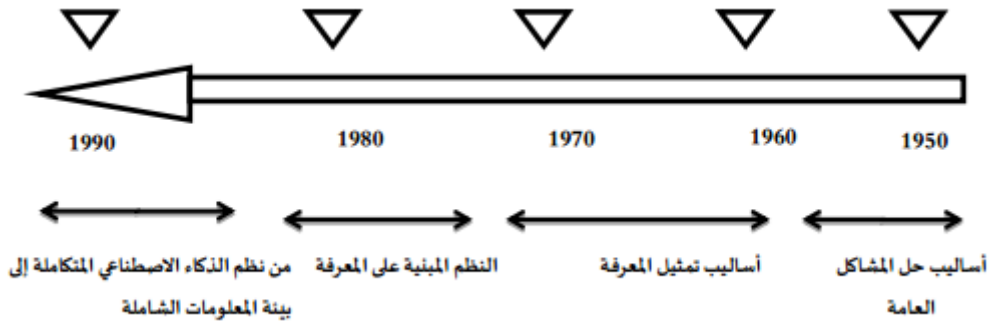 1950
1960
1970
1980
1990
أساليب حل المشاكل
العامة
أساليب تمثيل المعرفة
النظم المبنية على المعرفة
من نظم الذكاء الاصطناعي المتكاملة إلى
بيئة المعلومات الشاملة